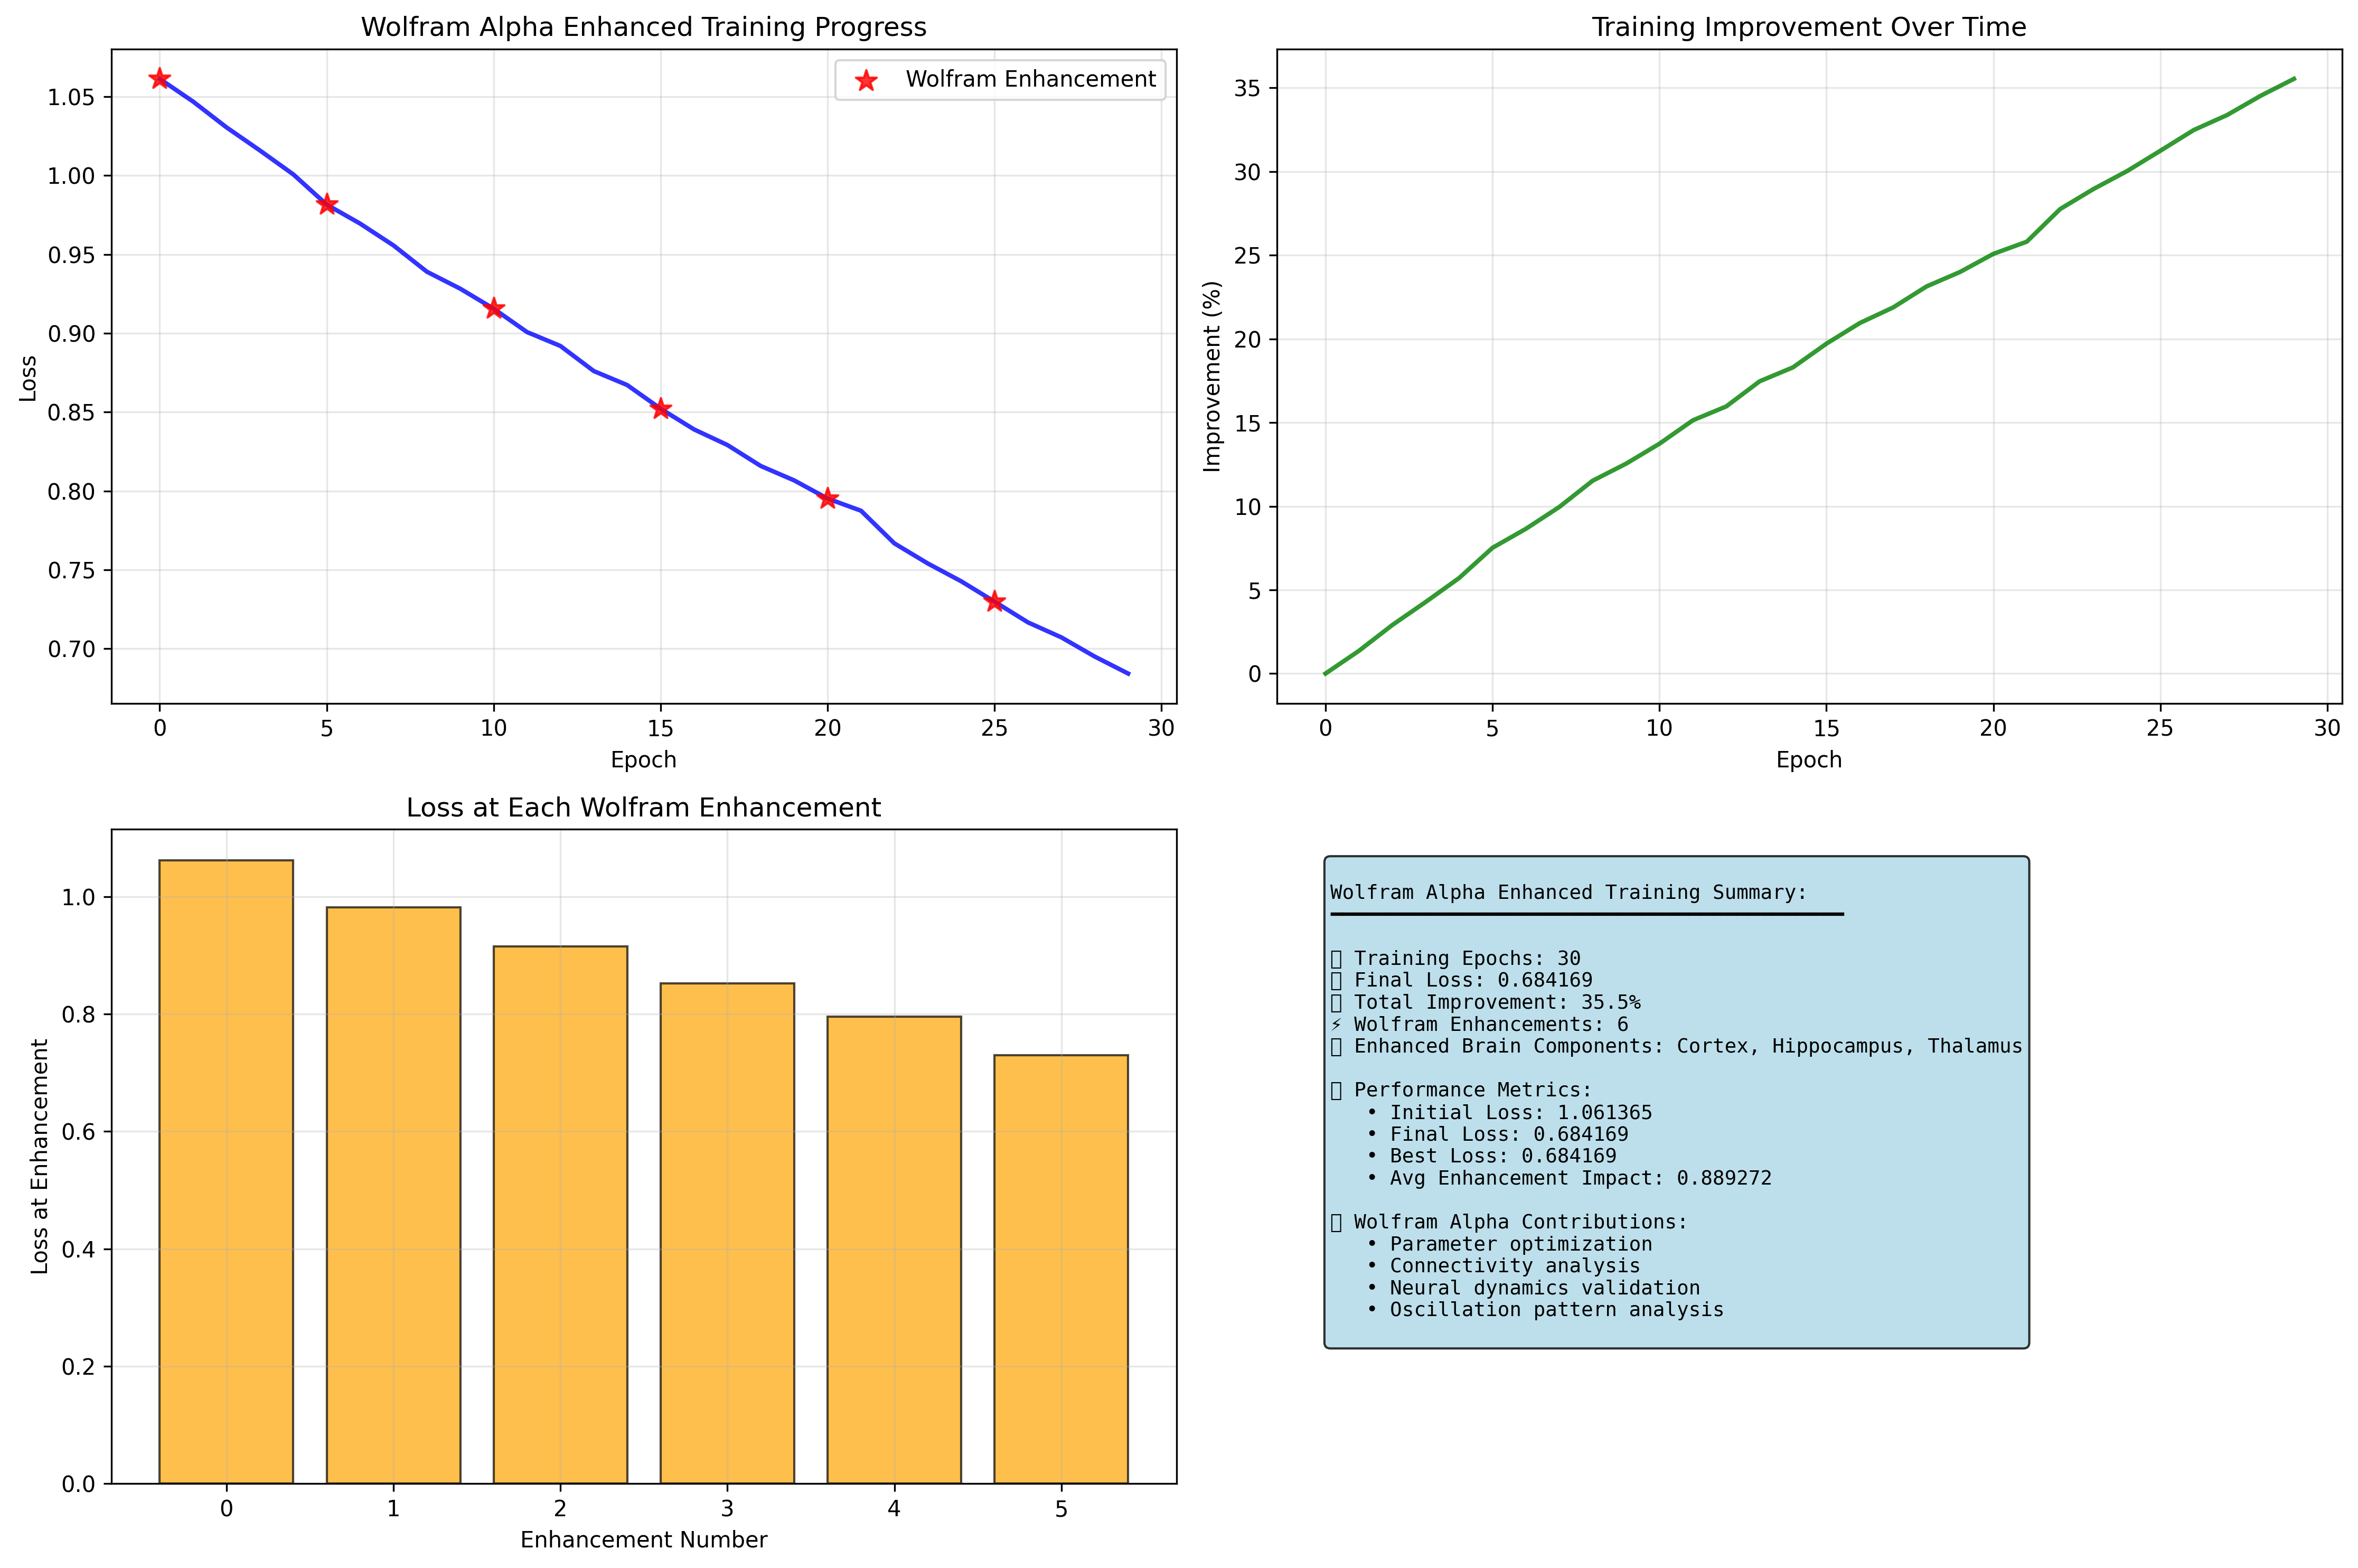 Wolfram Alpha Enhanced Training Progress
Wolfram Enhancement
1.05
1.00
0.95
0.90
0.85
0.80
0.75
0.70
Loss
0 5 10 15 20 25 30
Epoch
Training Improvement Over Time
35
30
25
20
15
10
5
0
Improvement (%)
0 5 10 15 20 25 30
Epoch
Loss at Each Wolfram Enhancement
1.0
0.8
0.6
0.4
0.2
0.0
Loss at Enhancement
0 1 2 3 4 5
Enhancement Number
Wolfram Alpha Enhanced Training Summary:
Training Epochs: 30
Final Loss: 0.684169
Total Improvement: 35.5%
⚡ Wolfram Enhancements: 6
Enhanced Brain Components: Cortex, Hippocampus, Thalamus
Performance Metrics:
• Initial Loss: 1.061365
• Final Loss: 0.684169
• Best Loss: 0.684169
• Avg Enhancement Impact: 0.889272
Wolfram Alpha Contributions:
• Parameter optimization
• Connectivity analysis
• Neural dynamics validation
• Oscillation pattern analysis